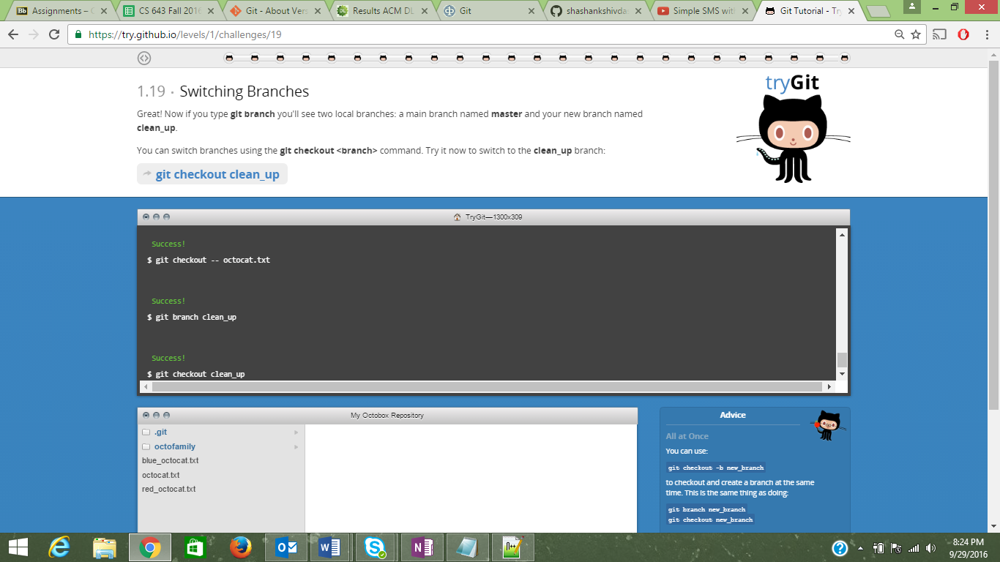 Assignments – C
CS 643 Fall 2016
Git - About Vers
Results ACM DL
Git
shashankshivda
Simple SMS with
Git Tutorial - Try
https://try.github.io/levels/1/challenges/19
1.19 · Switching Branches
Great! Now if you type git branch you'll see two local branches: a main branch named master and your new branch named
clean_up.
You can switch branches using the git checkout <branch> command. Try it now to switch to the clean_up branch:
git checkout clean_up
tryGit
TryGit—1300x309
Success!
$ git checkout -- octocat.txt
Success!
$ git branch clean_up
Success!
$ git checkout clean_up
My Octobox Repository
.git
octofamily
blue_octocat.txt
octocat.txt
red_octocat.txt
Advice
All at Once
You can use:
git checkout -b new_branch
to checkout and create a branch at the same
time. This is the same thing as doing:
git branch new_branch
git checkout new_branch
8:24 PM
9/29/2016